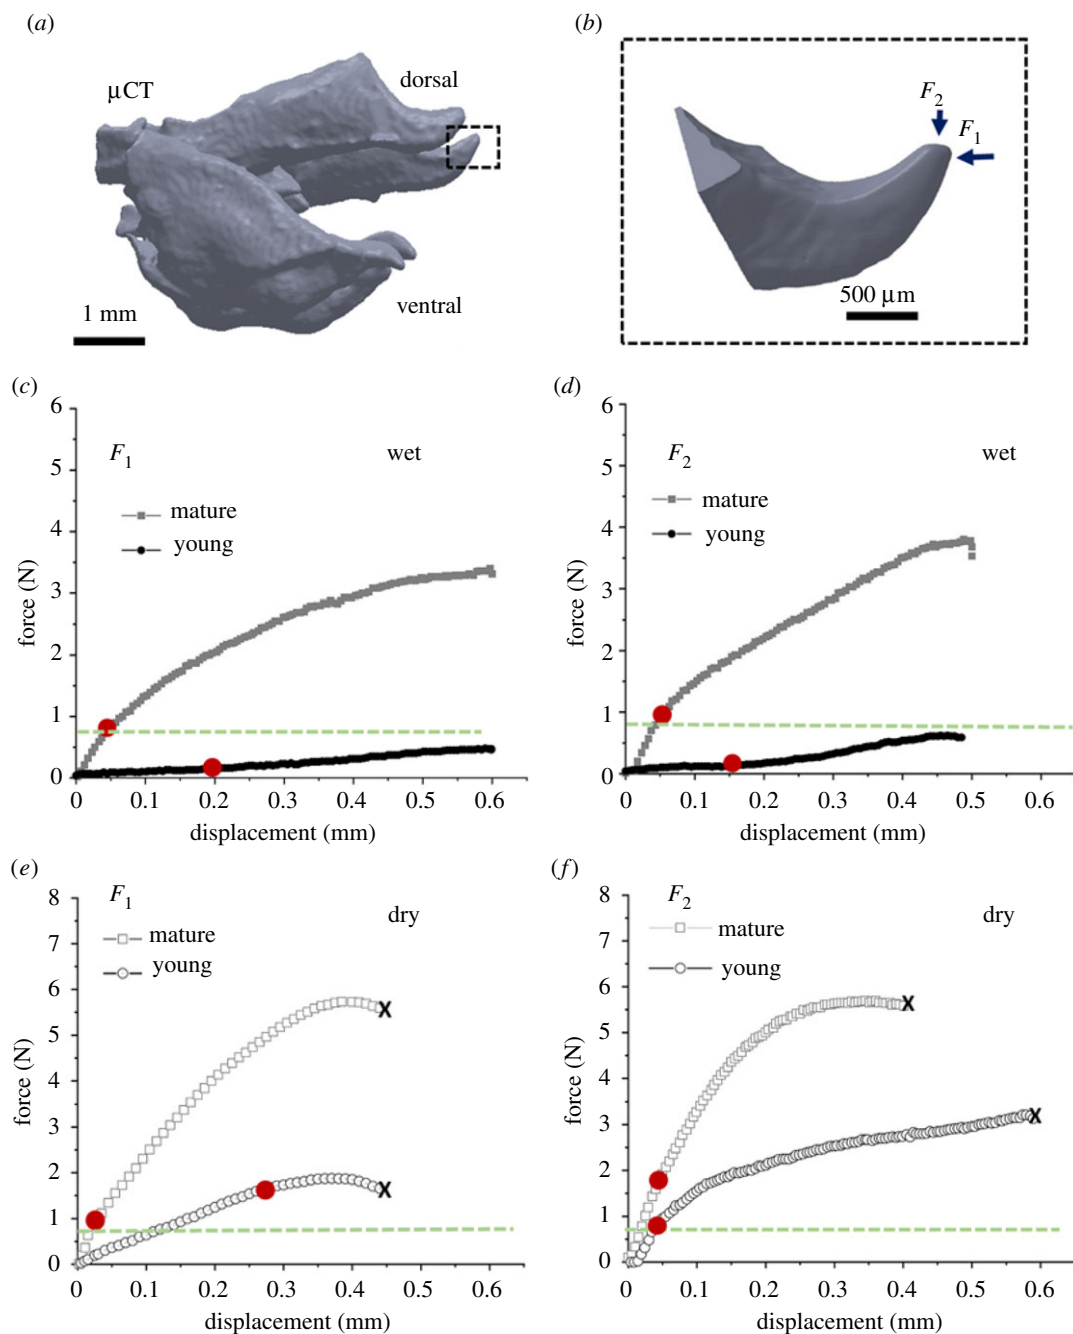 (a)
μCT
dorsal
ventral
1 mm
(b)
F2
F1
500 μm
(c)
6
5
4
3
2
1
0
force (N)
F1
wet
mature
young
0 0.1 0.2 0.3 0.4 0.5 0.6
displacement (mm)
(d)
6
5
4
3
2
1
0
force (N)
F2
wet
mature
young
0 0.1 0.2 0.3 0.4 0.5 0.6
displacement (mm)
(e)
8
7
6
5
4
3
2
1
0
force (N)
F1
dry
mature
young
X
X
0 0.1 0.2 0.3 0.4 0.5 0.6
displacement (mm)
(f)
8
7
6
5
4
3
2
1
0
force (N)
F2
dry
mature
young
X
X
0 0.1 0.2 0.3 0.4 0.5 0.6
displacement (mm)